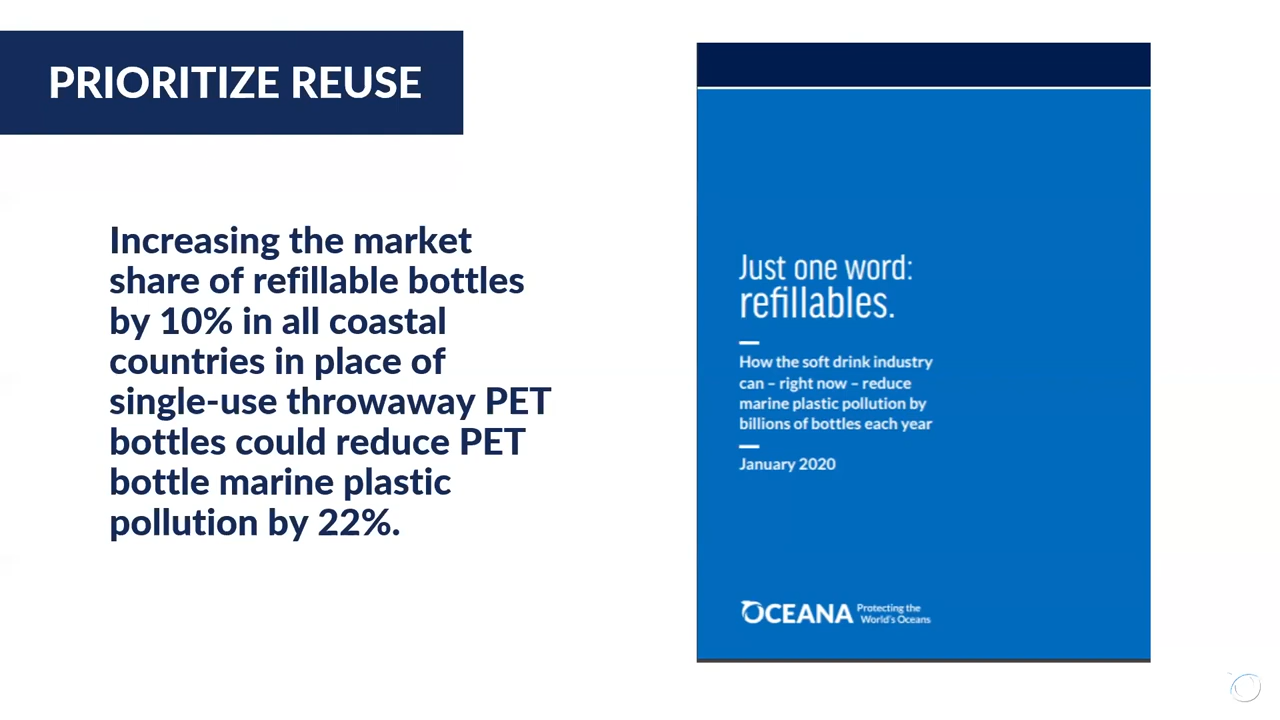 PRIORITIZE REUSE
Increasing the market
share of refillable bottles
by 10% in all coastal
countries in place of
single-use throwaway PET
bottles could reduce PET
bottle marine plastic
pollution by 22%.
Just one word:
refillables.
How the soft drink industry
can – right now – reduce
marine plastic pollution by
billions of bottles each year
January 2020
OCEANA
Protecting the
World's Oceans